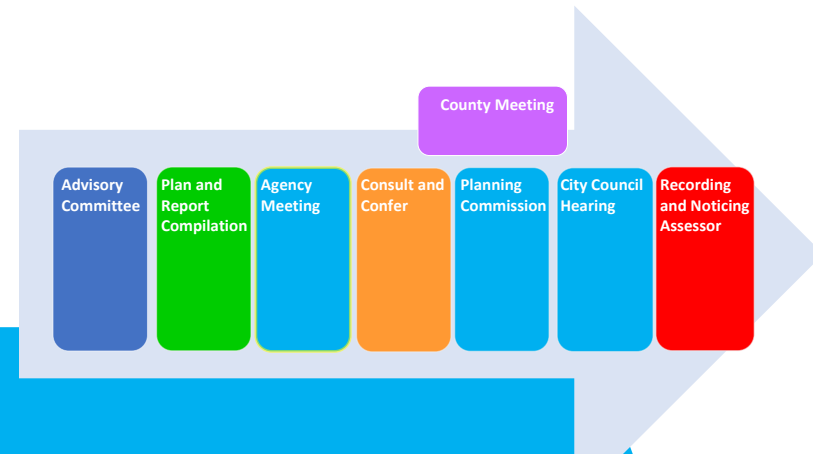 County Meeting
Advisory
Committee
Plan and
Report
Compilation
Agency
Meeting
Consult and
Confer
Planning
Commission
City Council
Hearing
Recording
and Noticing
Assessor